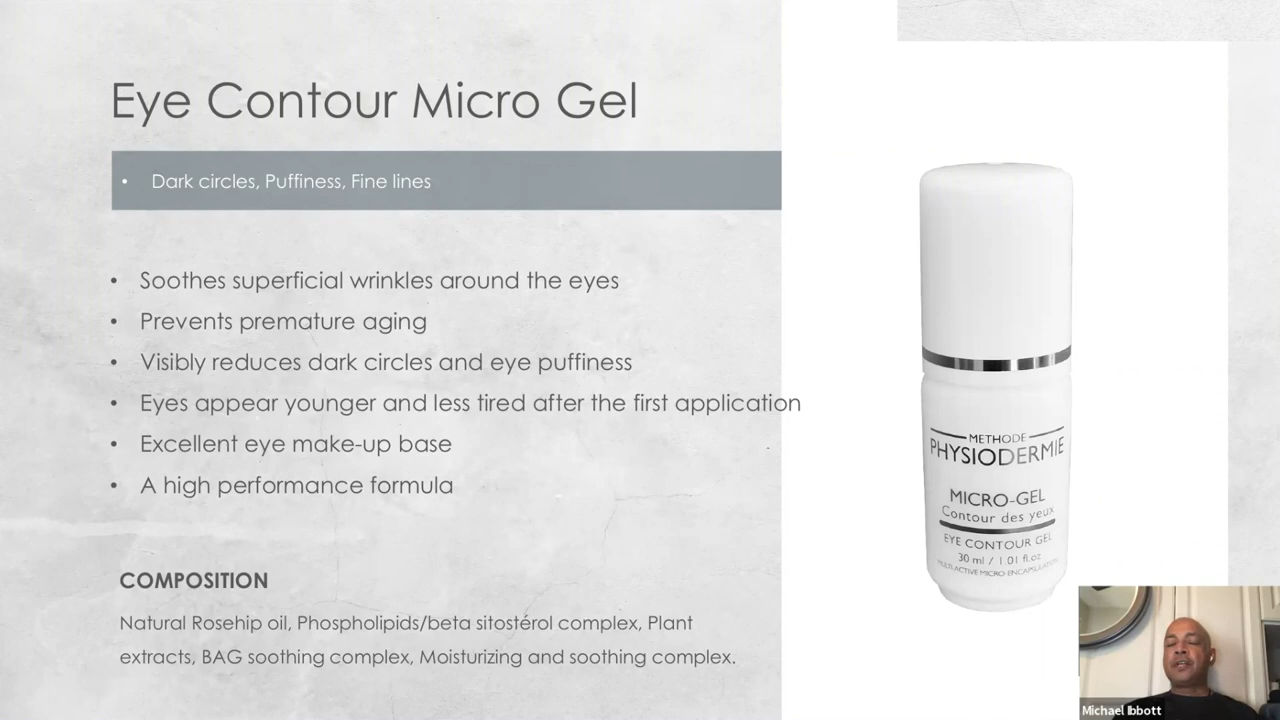 Eye Contour Micro Gel
• Dark circles, Puffiness, Fine lines
• Soothes superficial wrinkles around the eyes
• Prevents premature aging
• Visibly reduces dark circles and eye puffiness
• Eyes appear younger and less tired after the first application
• Excellent eye make-up base
• A high performance formula
COMPOSITION
Natural Rosehip oil, Phospholipids/beta sitostérol complex, Plant
extracts, BAG soothing complex, Moisturizing and soothing complex.
METHODE
PHYSIODERMIE
MICRO-GEL
Contour des yeux
EYE CONTOUR GEL
30 ml / 1.01 fl.oz
MULTI ACTIVE MICRO ENCAPSULATION
Michael Ibbott